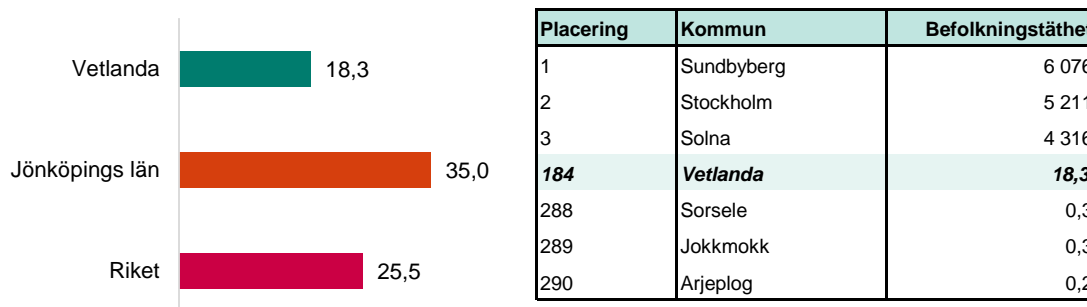 Vetlanda 18,3
Jönköpings län 35,0
Riket 25,5
Placering Kommun Befolkningstäthet
1 Sundbyberg 6 076
2 Stockholm 5 211
3 Solna 4 316
184 Vetlanda 18,3
288 Sorsele 0,3
289 Jokkmokk 0,3
290 Arjeplog 0,2